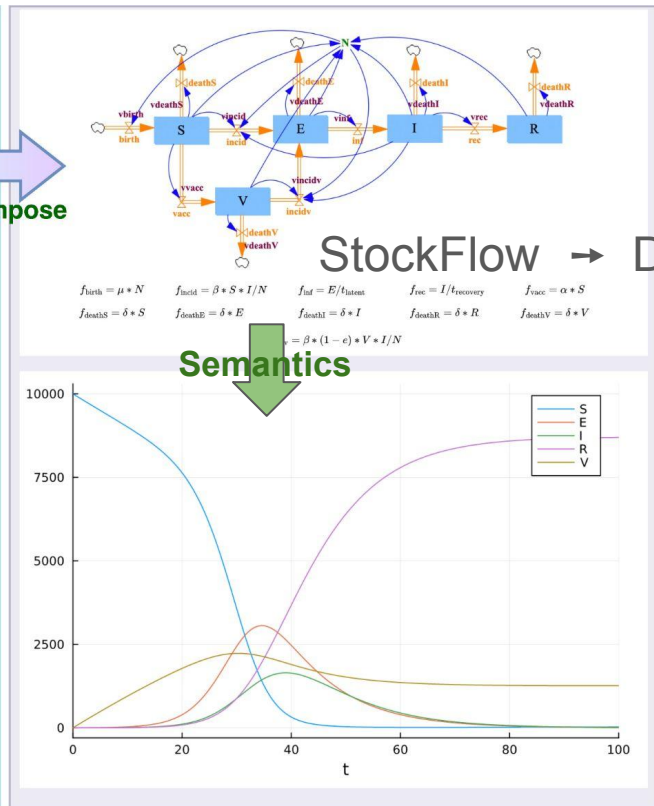 N
deathS
deathE
deathI
deathR
vbirth
vdeathS
vincid
vdeathE
vinf
vdeathI
vrec
vdeathR
S
E
I
R
birth
incid
inf
rec
vvacc
vincidv
V
vacc
incidv
deathV
vdeathV
mpose
StockFlow → D
f_birth = μ * N f_incid = β * S * I/N f_inf = E/t_latent f_rec = I/t_recovery f_vacc = α * S
f_deathS = δ * S f_deathE = δ * E f_deathI = δ * I f_deathR = δ * R f_deathV = δ * V
= β * (1 − e) * V * I/N
Semantics
10000
7500
5000
2500
0
S
E
I
R
V
0 20 40 60 80 100
t